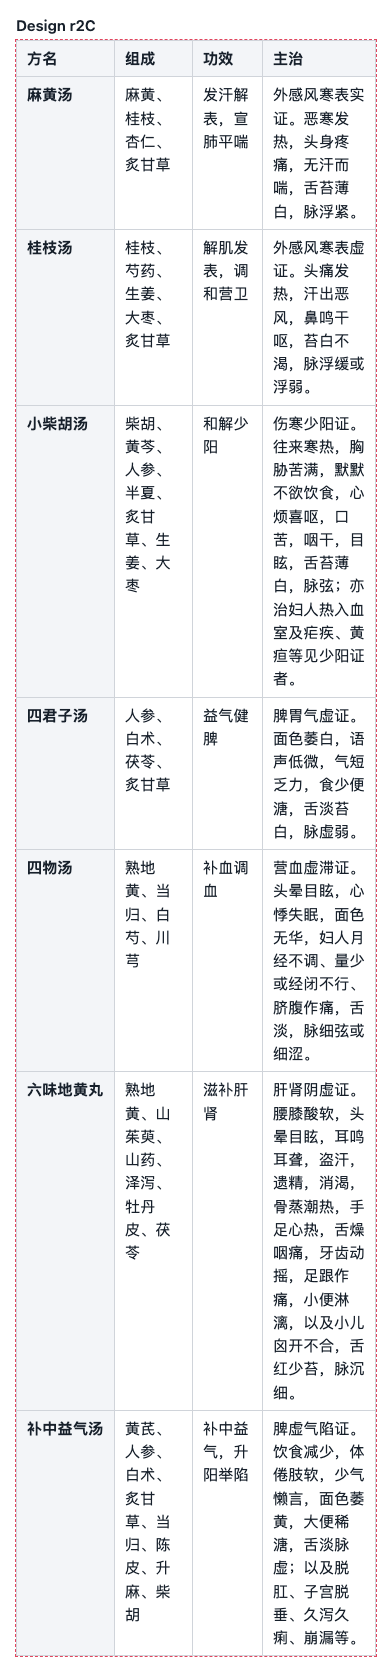 Design r2C
方名 组成 功效 主治
麻黄汤
麻黄、
桂枝、
杏仁、
炙甘草
发汗解
表，宣
肺平喘
外感风寒表实
证。恶寒发
热，头身疼
痛，无汗而
喘，舌苔薄
白，脉浮紧。
桂枝汤
桂枝、
芍药、
生姜、
大枣、
炙甘草
解肌发
表，调
和营卫
外感风寒表虚
证。头痛发
热，汗出恶
风，鼻鸣干
呕，苔白不
渴，脉浮缓或
浮弱。
小柴胡汤
柴胡、
黄芩、
人参、
半夏、
炙甘
草、生
姜、大
枣
和解少
阳
伤寒少阳证。
往来寒热，胸
胁苦满，默默
不欲饮食，心
烦喜呕，口
苦，咽干，目
眩，舌苔薄
白，脉弦；亦
治妇人热入血
室及疟疾、黄
疸等见少阳证
者。
四君子汤
人参、
白术、
茯苓、
炙甘草
益气健
脾
脾胃气虚证。
面色萎白，语
声低微，气短
乏力，食少便
溏，舌淡苔
白，脉虚弱。
四物汤
熟地
黄、当
归、白
芍、川
芎
补血调
血
营血虚滞证。
头晕目眩，心
悸失眠，面色
无华，妇人月
经不调、量少
或经闭不行、
脐腹作痛，舌
淡，脉细弦或
细涩。
六味地黄丸
熟地
黄、山
茱萸、
山药、
泽泻、
牡丹
皮、茯
苓
滋补肝
肾
肝肾阴虚证。
腰膝酸软，头
晕目眩，耳鸣
耳聋，盗汗，
遗精，消渴，
骨蒸潮热，手
足心热，舌燥
咽痛，牙齿动
摇，足跟作
痛，小便淋
漓，以及小儿
囟开不合，舌
红少苔，脉沉
细。
补中益气汤
黄芪、
人参、
白术、
炙甘
草、当
归、陈
皮、升
麻、柴
胡
补中益
气，升
阳举陷
脾虚气陷证。
饮食减少，体
倦肢软，少气
懒言，面色萎
黄，大便稀
溏，舌淡脉
虚；以及脱
肛、子宫脱
垂、久泻久
痢、崩漏等。